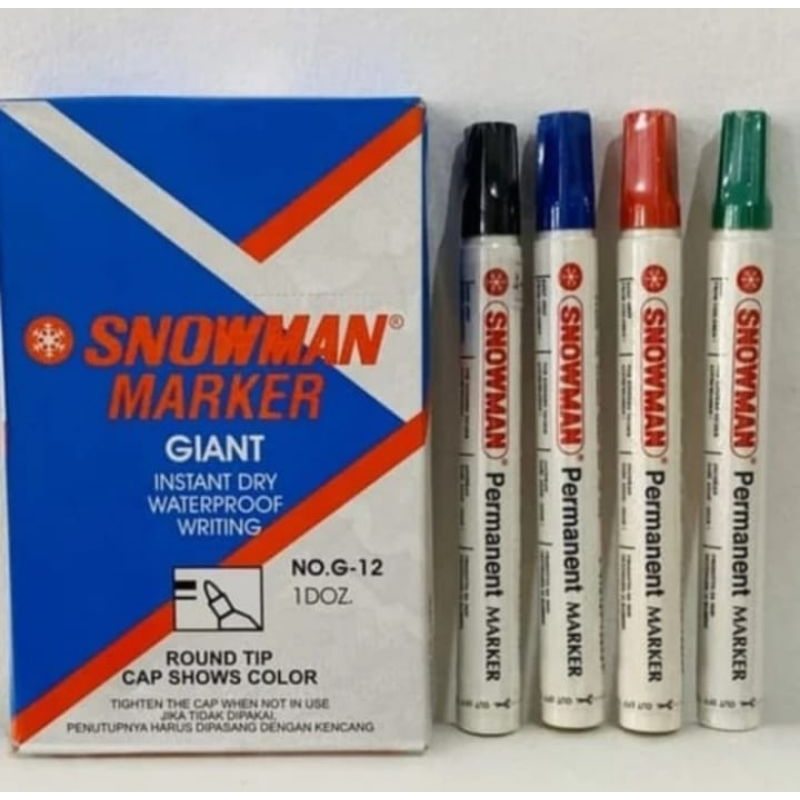 SNOWMAN®
MARKER
GIANT
INSTANT DRY
WATERPROOF
WRITING
NO.G-12
1DOZ.
ROUND TIP
CAP SHOWS COLOR
TIGHTEN THE CAP WHEN NOT IN USE
JIKA TIDAK DIPAKAI,
PENUTUPNYA HARUS DIPASANG DENGAN KENCANG
SNOWMAN® Permanent MARKER
SNOWMAN® Permanent MARKER
SNOWMAN® Permanent MARKER
SNOWMAN® Permanent MARKER